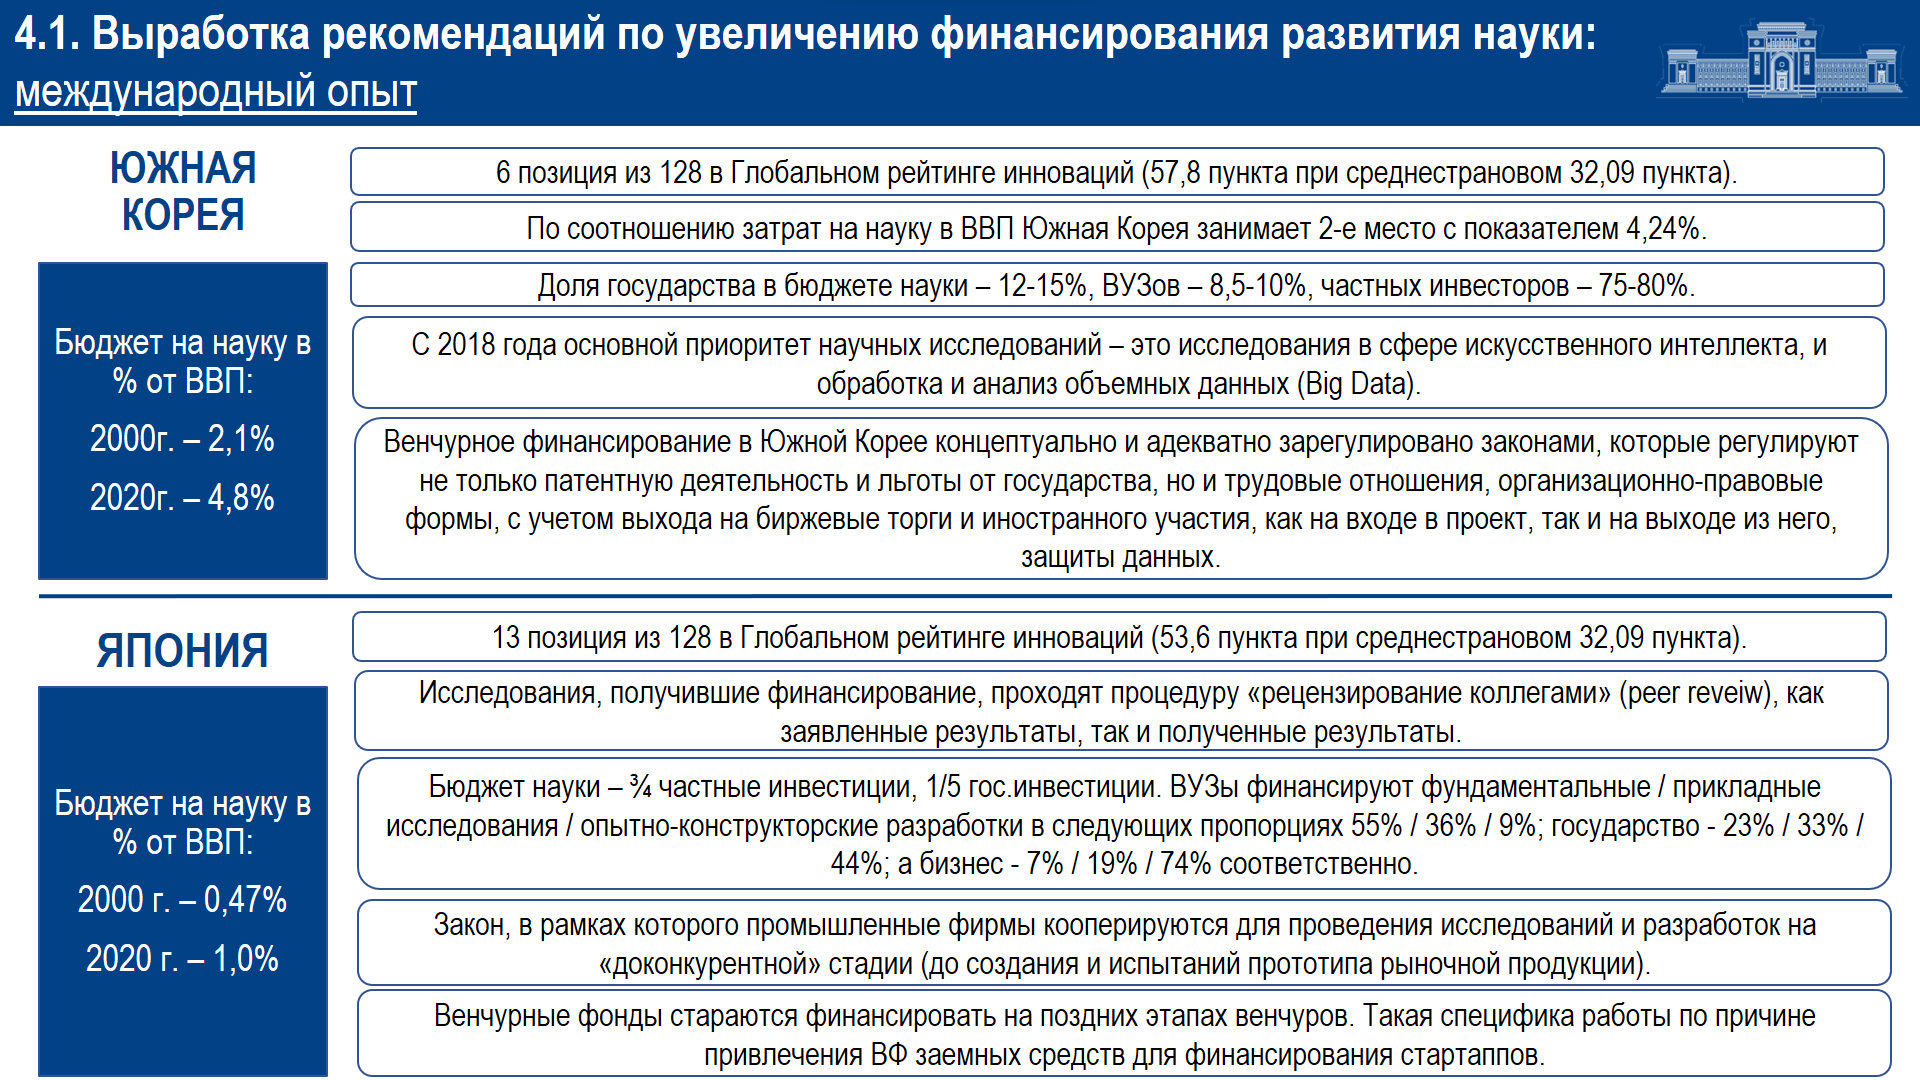 4.1. Выработка рекомендаций по увеличению финансирования развития науки:
международный опыт
ЮЖНАЯ
КОРЕЯ
Бюджет на науку в
% от ВВП:
2000г. – 2,1%
2020г. – 4,8%
6 позиция из 128 в Глобальном рейтинге инноваций (57,8 пункта при среднестрановом 32,09 пункта).
По соотношению затрат на науку в ВВП Южная Корея занимает 2-е место с показателем 4,24%.
Доля государства в бюджете науки – 12-15%, ВУЗов – 8,5-10%, частных инвесторов – 75-80%.
С 2018 года основной приоритет научных исследований – это исследования в сфере искусственного интеллекта, и
обработка и анализ объемных данных (Big Data).
Венчурное финансирование в Южной Корее концептуально и адекватно зарегулировано законами, которые регулируют
не только патентную деятельность и льготы от государства, но и трудовые отношения, организационно-правовые
формы, с учетом выхода на биржевые торги и иностранного участия, как на входе в проект, так и на выходе из него,
защиты данных.
ЯПОНИЯ
Бюджет на науку в
% от ВВП:
2000 г. – 0,47%
2020 г. – 1,0%
13 позиция из 128 в Глобальном рейтинге инноваций (53,6 пункта при среднестрановом 32,09 пункта).
Исследования, получившие финансирование, проходят процедуру «рецензирование коллегами» (peer reveiw), как
заявленные результаты, так и полученные результаты.
Бюджет науки – ¾ частные инвестиции, 1/5 гос.инвестиции. ВУЗы финансируют фундаментальные / прикладные
исследования / опытно-конструкторские разработки в следующих пропорциях 55% / 36% / 9%; государство - 23% / 33% /
44%; а бизнес - 7% / 19% / 74% соответственно.
Закон, в рамках которого промышленные фирмы кооперируются для проведения исследований и разработок на
«доконкурентной» стадии (до создания и испытаний прототипа рыночной продукции).
Венчурные фонды стараются финансировать на поздних этапах венчуров. Такая специфика работы по причине
привлечения ВФ заемных средств для финансирования стартаппов.